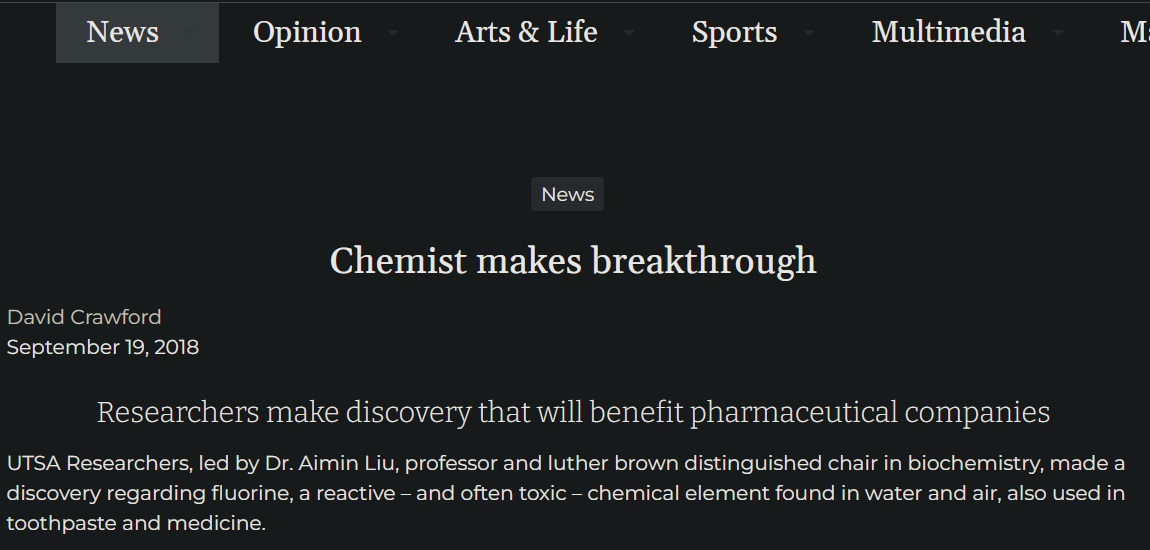 News Opinion Arts & Life Sports Multimedia
News
Chemist makes breakthrough
David Crawford
September 19, 2018
Researchers make discovery that will benefit pharmaceutical companies
UTSA Researchers, led by Dr. Aimin Liu, professor and luther brown distinguished chair in biochemistry, made a
discovery regarding fluorine, a reactive – and often toxic – chemical element found in water and air, also used in
toothpaste and medicine.